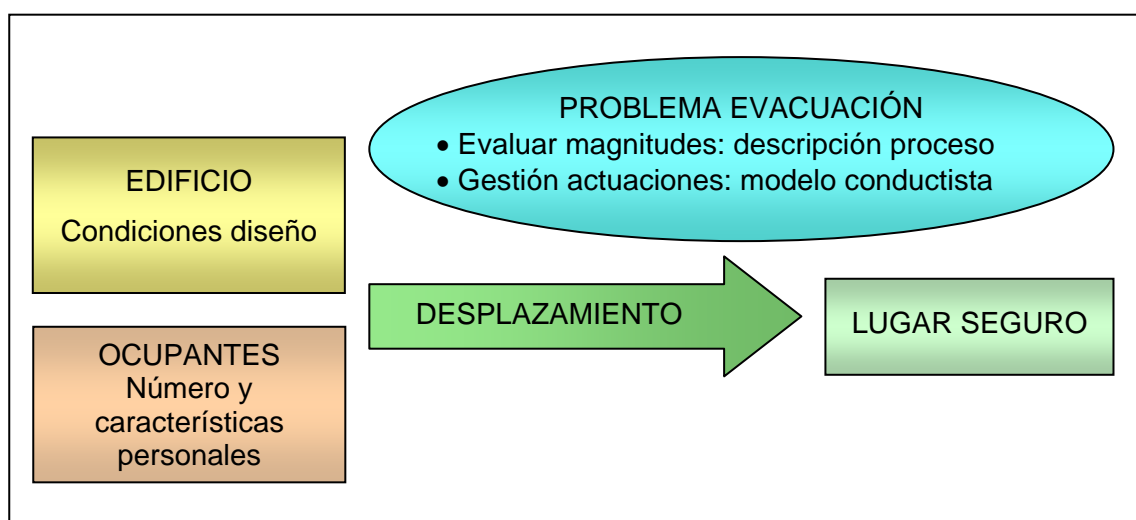 PROBLEMA EVACUACIÓN
• Evaluar magnitudes: descripción proceso
• Gestión actuaciones: modelo conductista
EDIFICIO
Condiciones diseño
DESPLAZAMIENTO
LUGAR SEGURO
OCUPANTES
Número y
características
personales